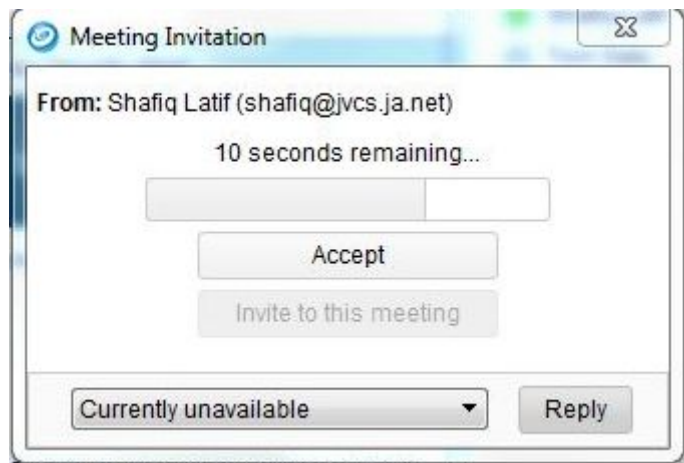 Meeting Invitation
From: Shafiq Latif (shafiq@jvcs.ja.net)
10 seconds remaining...
Accept
Invite to this meeting
Currently unavailable
Reply